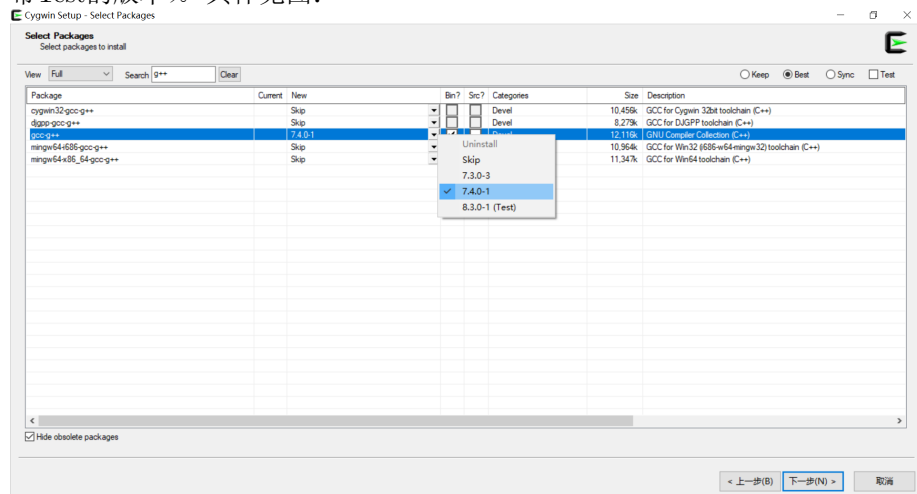 Cygwin Setup - Select Packages
Select Packages
Select packages to install
View Full Search g++ Clear Keep Best Sync Test
Package Current New Bin? Src? Categories Size Description
cygwin32-gcc-g++ Skip Devel 10,456k GCC for Cygwin 32bit toolchain (C++)
djgpp-gcc-g++ Skip Devel 8,279k GCC for DJGPP toolchain (C++)
gcc-g++ 7.4.0-1 Devel 12,116k GNU Compiler Collection (C++)
mingw64-i686-gcc-g++ Skip 10,964k GCC for Win32 (i686-w64-mingw32) toolchain (C++)
mingw64-x86_64-gcc-g++ Skip 11,347k GCC for Win64 toolchain (C++)
Uninstall
Skip
7.3.0-3
7.4.0-1
8.3.0-1 (Test)
Hide obsolete packages
< 上一步(B) 下一步(N) > 取消